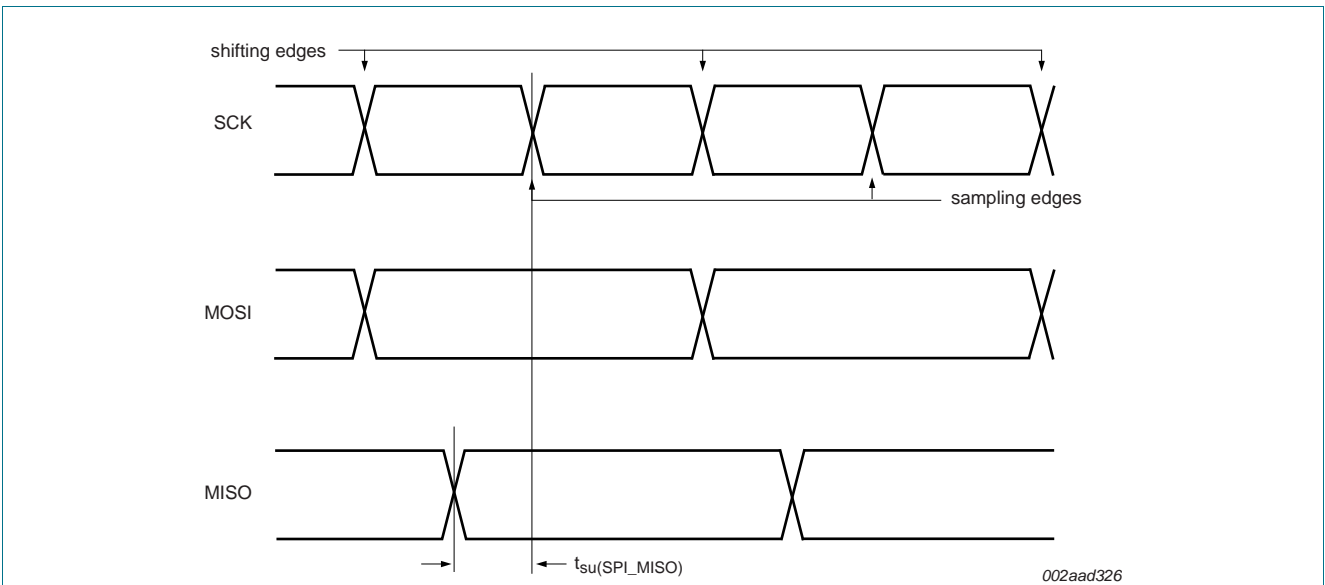 shifting edges
SCK
sampling edges
MOSI
MISO
tsu(SPI_MISO)
002aad326